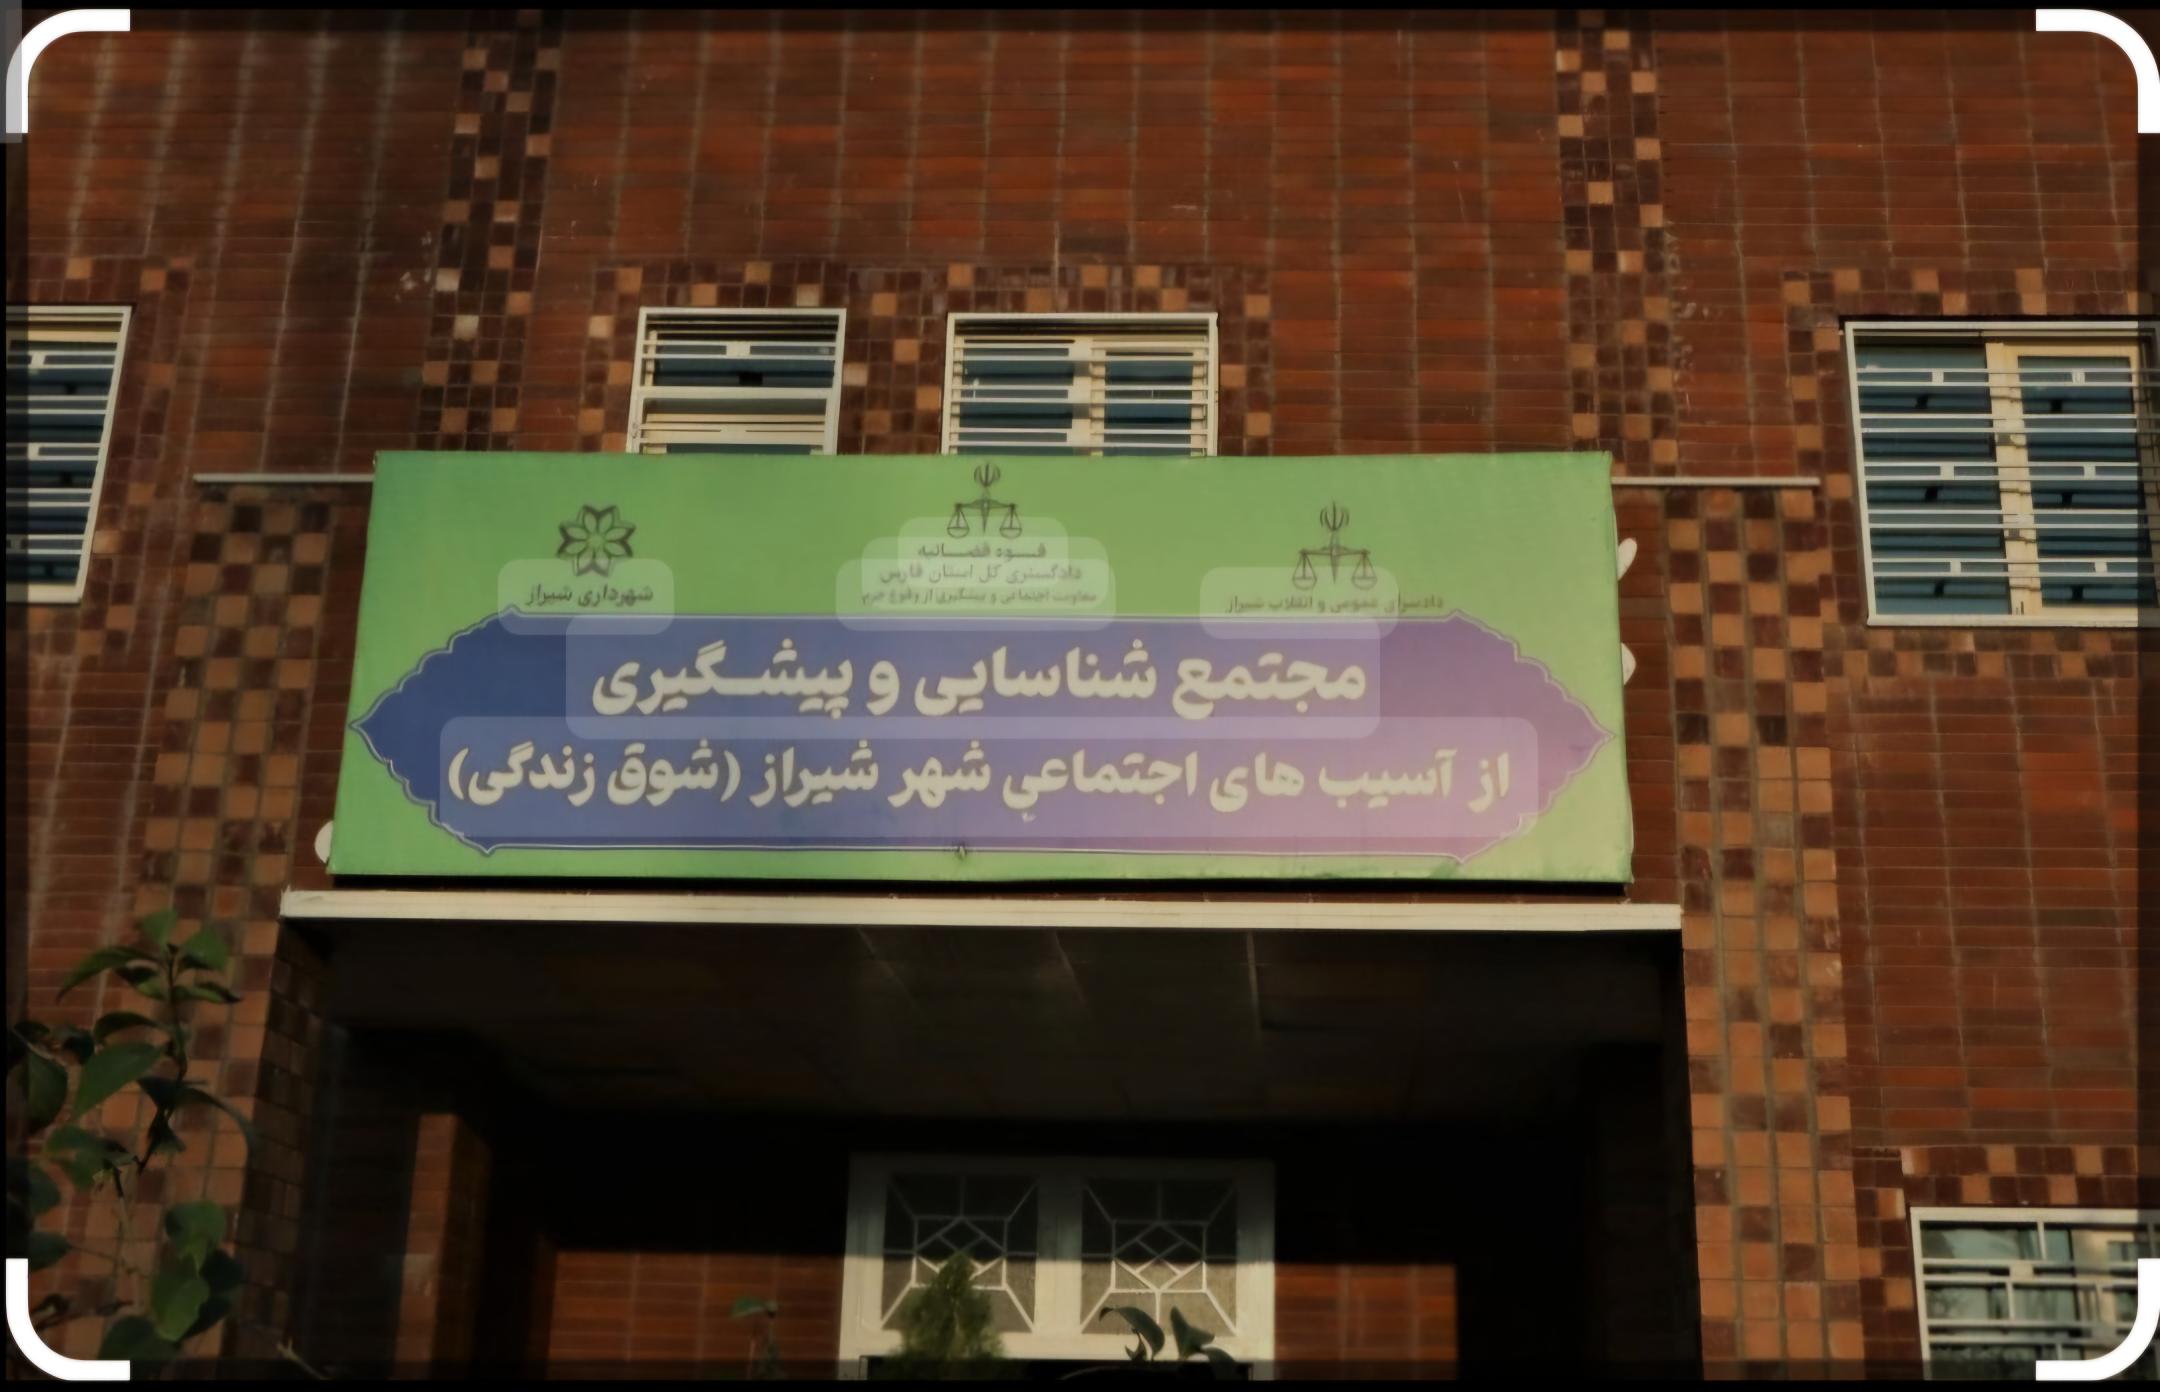 دادسرای عمومی و انقلاب شیراز
قوه قضائیه
دادگستری کل استان فارس
معاونت اجتماعی و پیشگیری از وقوع جرم
شهرداری شیراز
مجتمع شناسایی و پیشگیری
از آسیب های اجتماعی شهر شیراز (شوق زندگی)